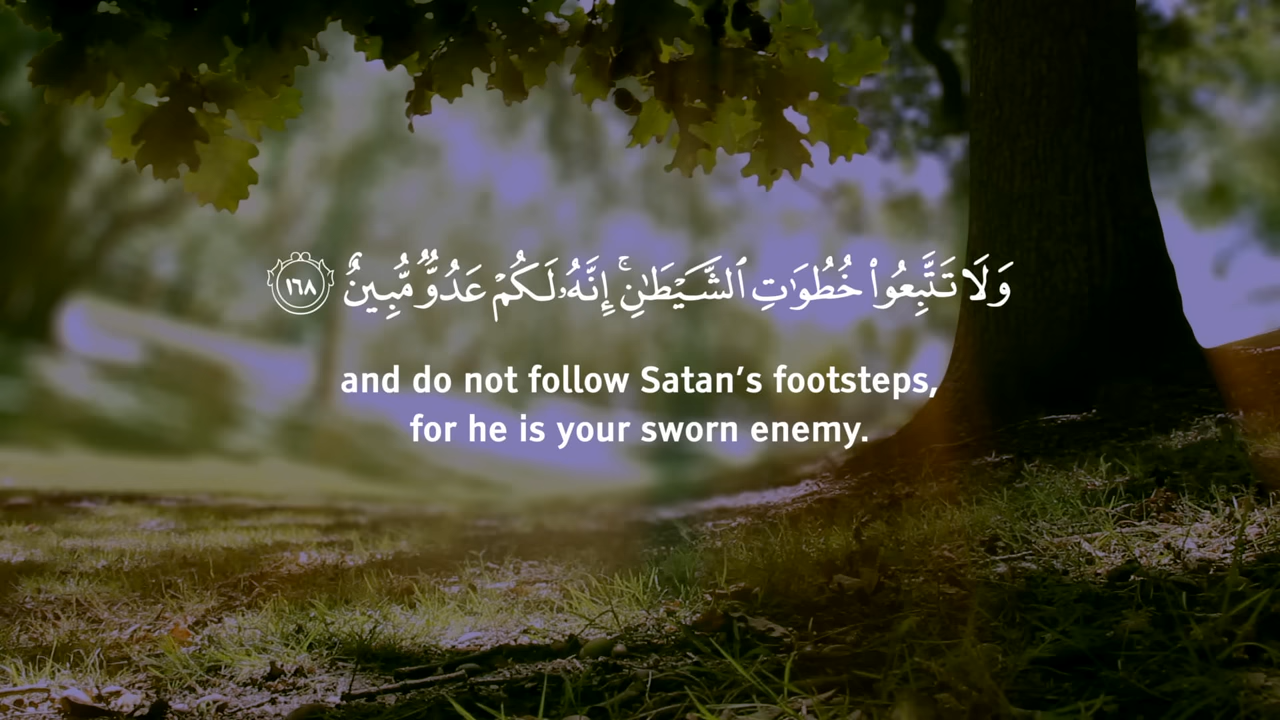 وَلَا تَتَّبِعُوا۟ خُطُوَٰتِ ٱلشَّيْطَـٰنِ ۚ إِنَّهُۥ لَكُمْ عَدُوٌّ مُّبِينٌ ١٦٨
and do not follow Satan’s footsteps,
for he is your sworn enemy.